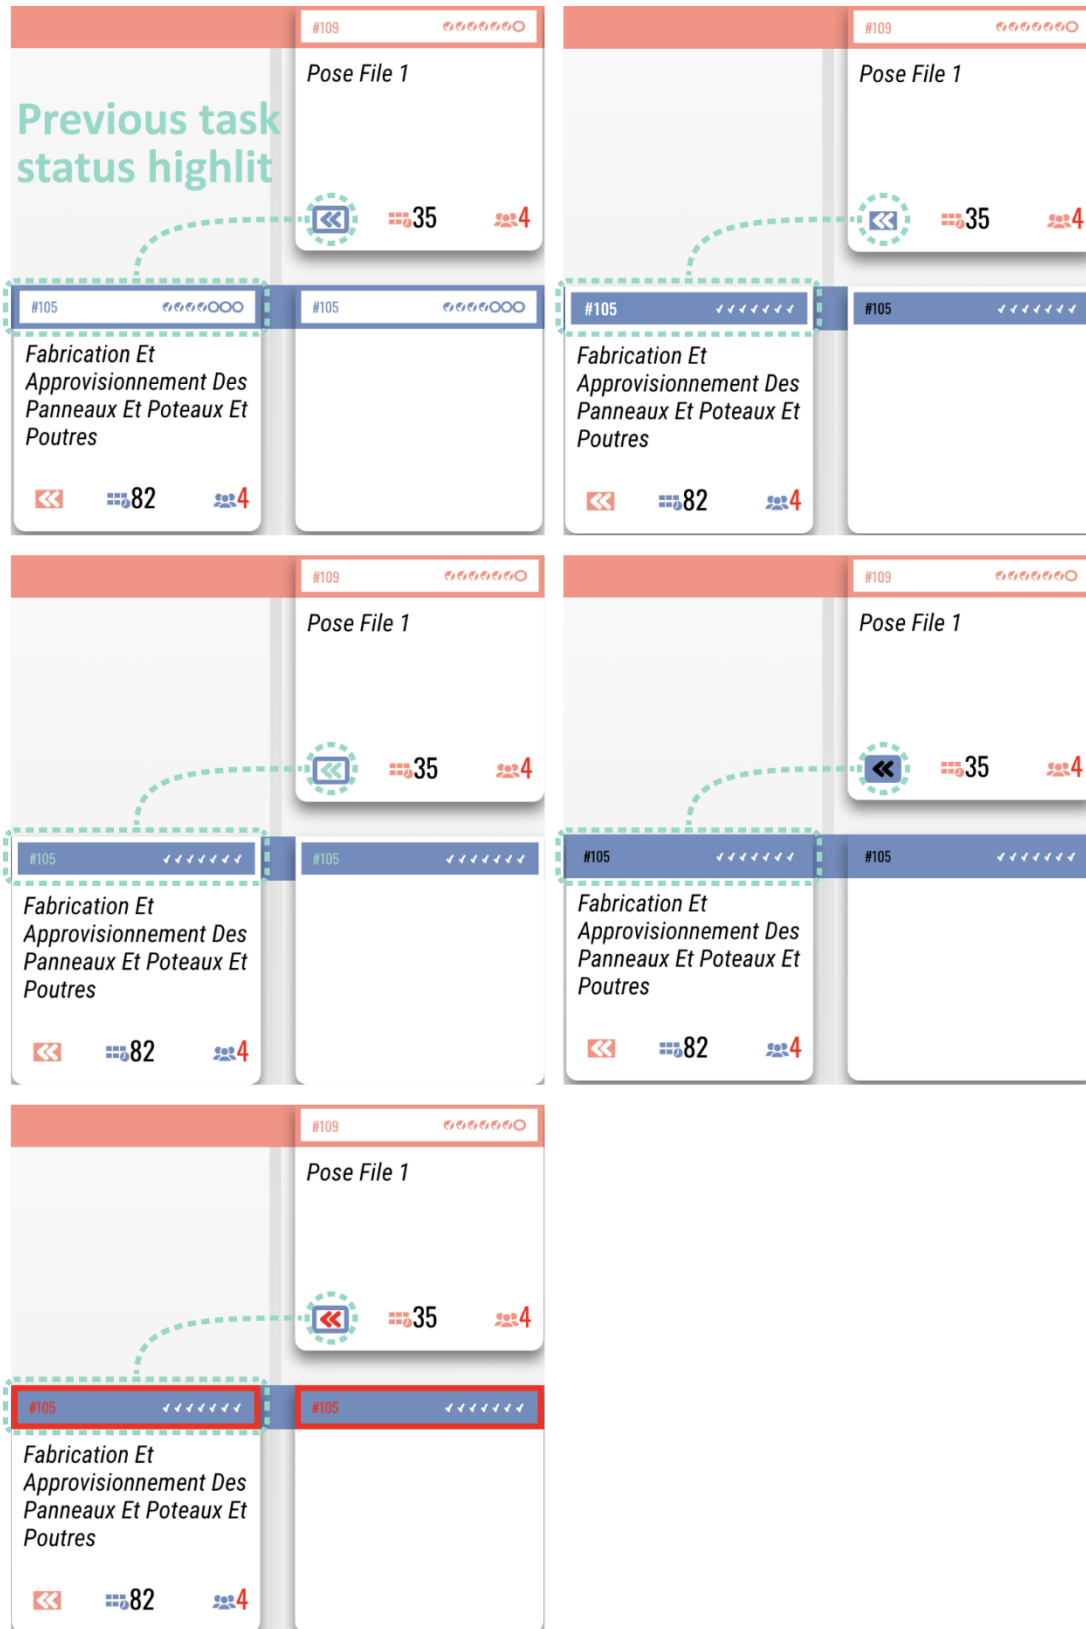 #109
Pose File 1
Previous task
status highlit
35
4
#105
#105
Fabrication Et
Approvisionnement Des
Panneaux Et Poteaux Et
Poutres
82
4
#109
Pose File 1
35
4
#105
#105
Fabrication Et
Approvisionnement Des
Panneaux Et Poteaux Et
Poutres
82
4
#109
Pose File 1
35
4
#105
#105
Fabrication Et
Approvisionnement Des
Panneaux Et Poteaux Et
Poutres
82
4
#109
Pose File 1
35
4
#105
#105
Fabrication Et
Approvisionnement Des
Panneaux Et Poteaux Et
Poutres
82
4
#109
Pose File 1
35
4
#105
#105
Fabrication Et
Approvisionnement Des
Panneaux Et Poteaux Et
Poutres
82
4